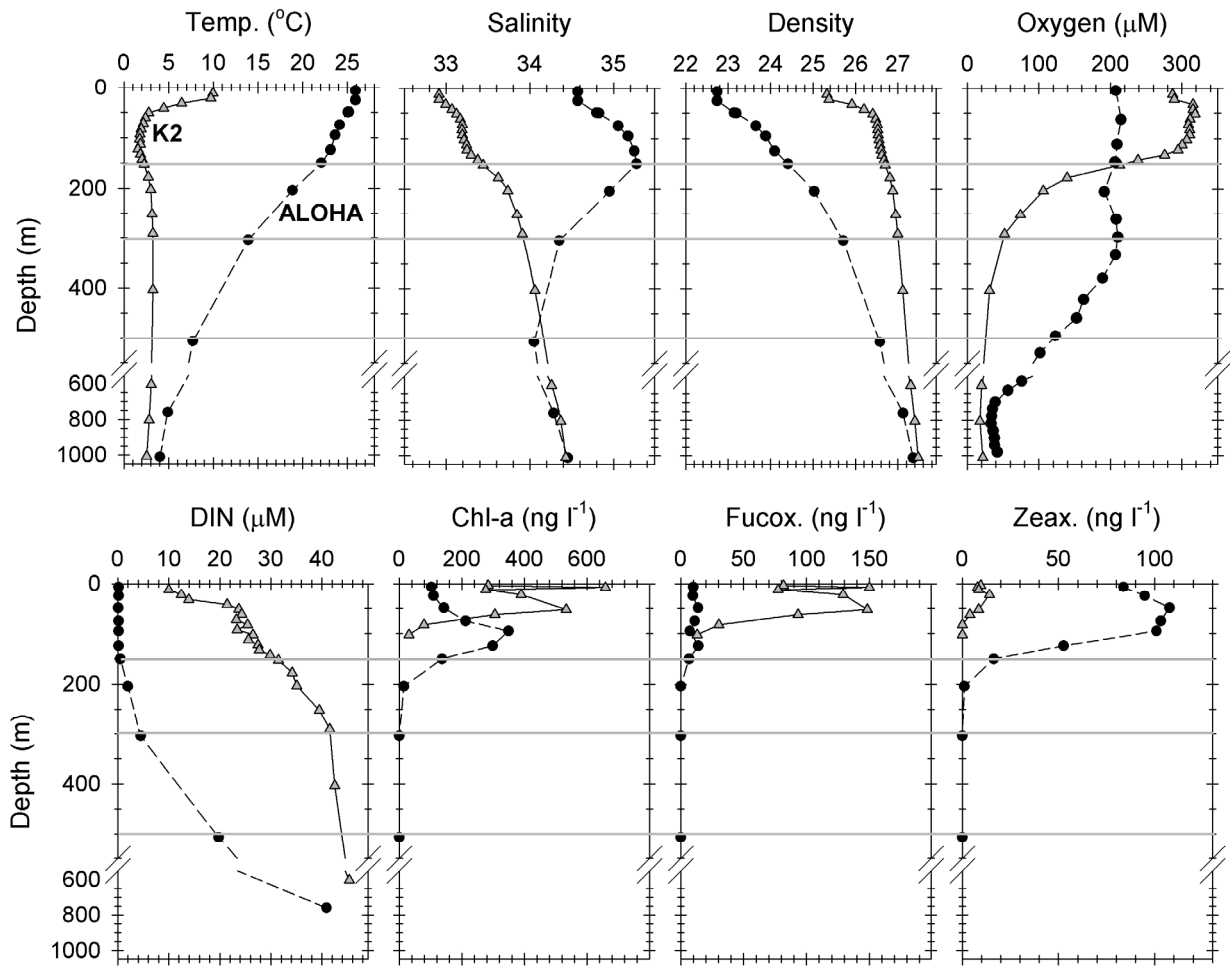 Temp. (°C)
Salinity
Density
Oxygen (μM)
0 5 10 15 20 25
33 34 35
22 23 24 25 26 27
0 100 200 300
0
200
400
600
800
1000
Depth (m)
K2
ALOHA
DIN (μM)
Chl-a (ng l⁻¹)
Fucox. (ng l⁻¹)
Zeax. (ng l⁻¹)
0 10 20 30 40
0 200 400 600
0 50 100 150
0 50 100
0
200
400
600
800
1000
Depth (m)